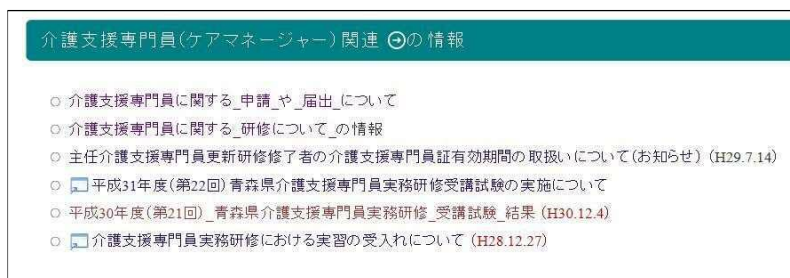 介護支援専門員(ケアマネージャー)関連 の情報
介護支援専門員に関する_申請_や_届出_について
介護支援専門員に関する_研修について_の情報
主任介護支援専門員更新研修修了者の介護支援専門員証有効期間の取扱いについて(お知らせ) (H29.7.14)
平成31年度(第22回)青森県介護支援専門員実務研修受講試験の実施について
平成30年度(第21回)_青森県介護支援専門員実務研修_受講試験_結果 (H30.12.4)
介護支援専門員実務研修における実習の受入れについて (H28.12.27)